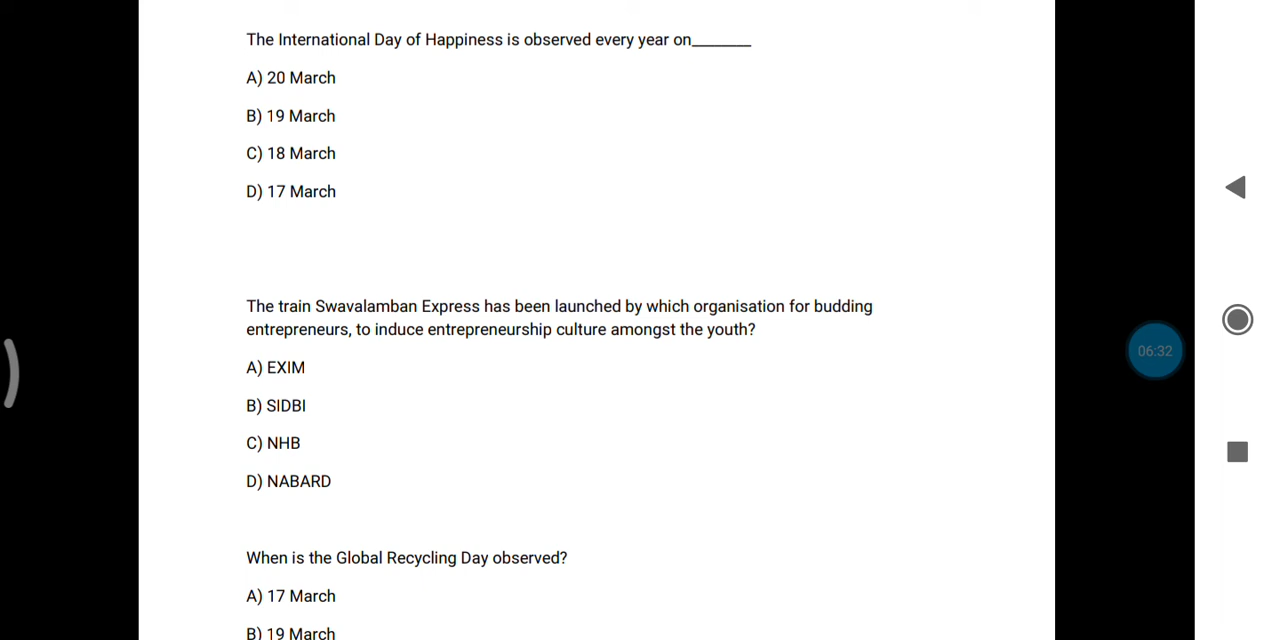 The International Day of Happiness is observed every year on_______
A) 20 March
B) 19 March
C) 18 March
D) 17 March
The train Swavalamban Express has been launched by which organisation for budding
entrepreneurs, to induce entrepreneurship culture amongst the youth?
A) EXIM
B) SIDBI
C) NHB
D) NABARD
06:32
When is the Global Recycling Day observed?
A) 17 March
B) 19 March